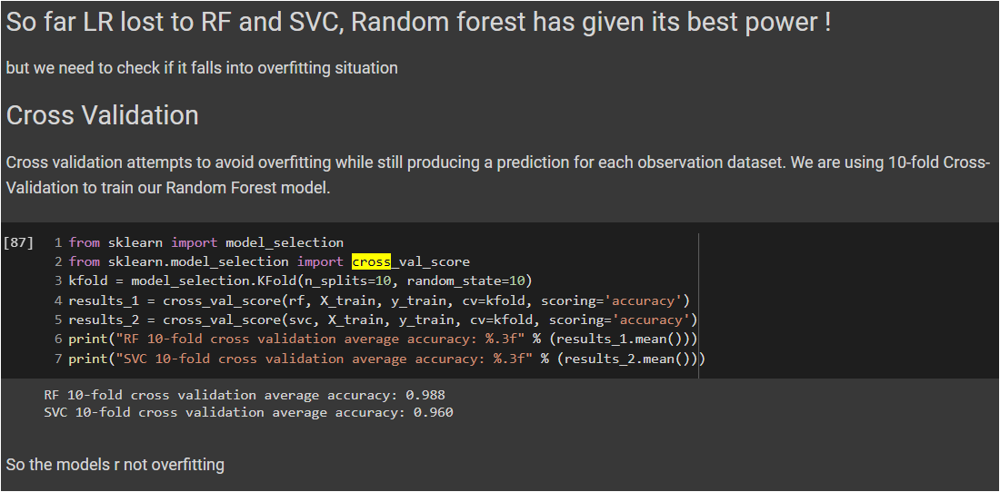 So far LR lost to RF and SVC, Random forest has given its best power !
but we need to check if it falls into overfitting situation
Cross Validation
Cross validation attempts to avoid overfitting while still producing a prediction for each observation dataset. We are using 10-fold Cross-
Validation to train our Random Forest model.
[87] 1 from sklearn import model_selection
2 from sklearn.model_selection import cross_val_score
3 kfold = model_selection.KFold(n_splits=10, random_state=10)
4 results_1 = cross_val_score(rf, X_train, y_train, cv=kfold, scoring='accuracy')
5 results_2 = cross_val_score(svc, X_train, y_train, cv=kfold, scoring='accuracy')
6 print("RF 10-fold cross validation average accuracy: %.3f" % (results_1.mean()))
7 print("SVC 10-fold cross validation average accuracy: %.3f" % (results_2.mean()))
RF 10-fold cross validation average accuracy: 0.988
SVC 10-fold cross validation average accuracy: 0.960
So the models r not overfitting